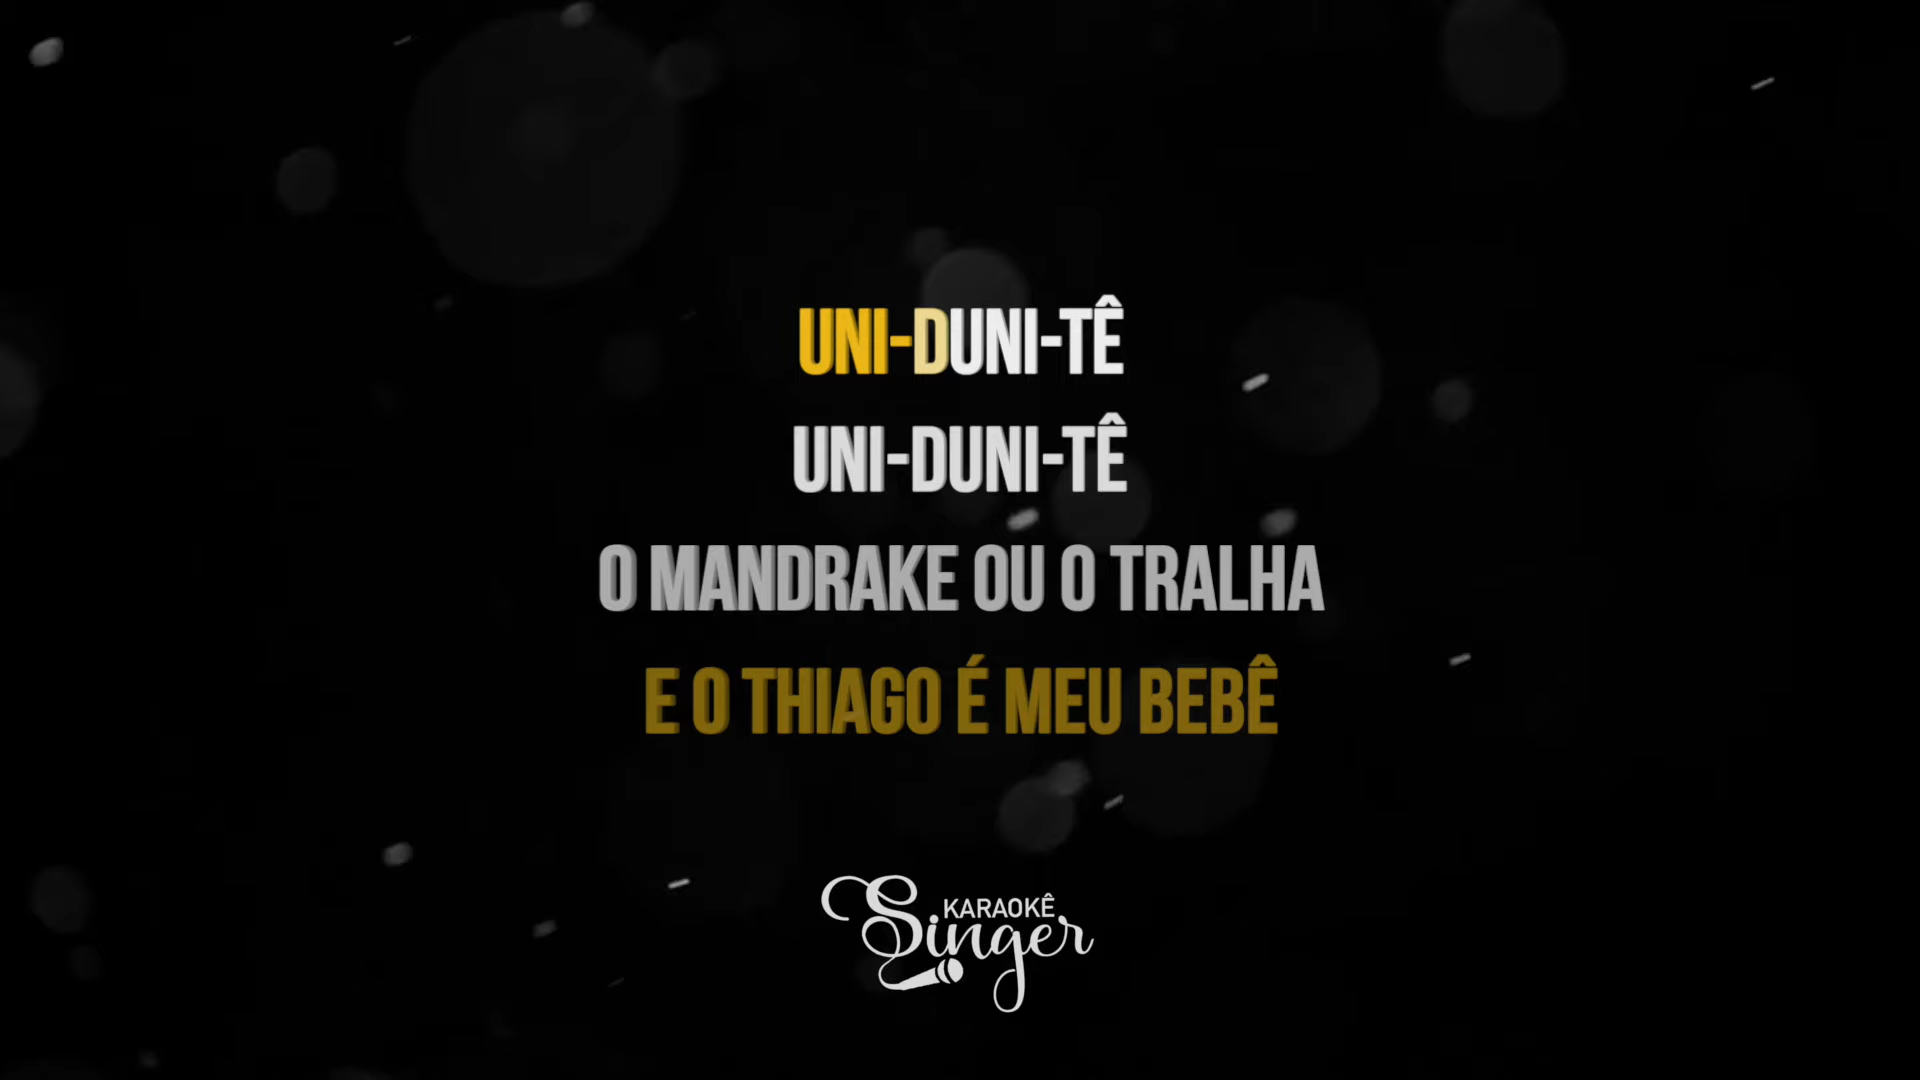 UNI-DUNI-TÊ
UNI-DUNI-TÊ
O MANDRAKE OU O TRALHA
E O THIAGO É MEU BEBÊ
KARAOKÊ
Singer